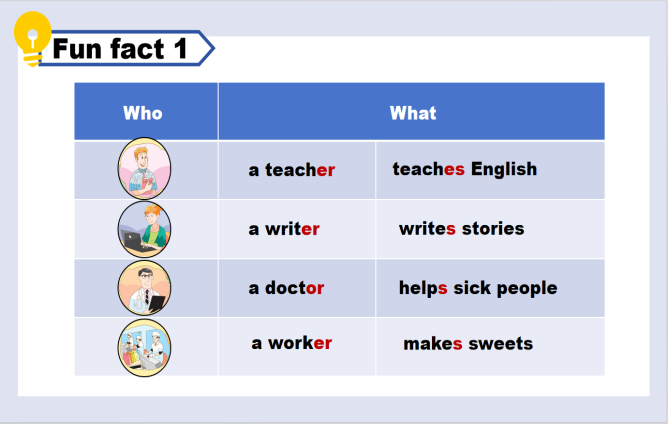 Fun fact 1
Who What
a teacher teaches English
a writer writes stories
a doctor helps sick people
a worker makes sweets